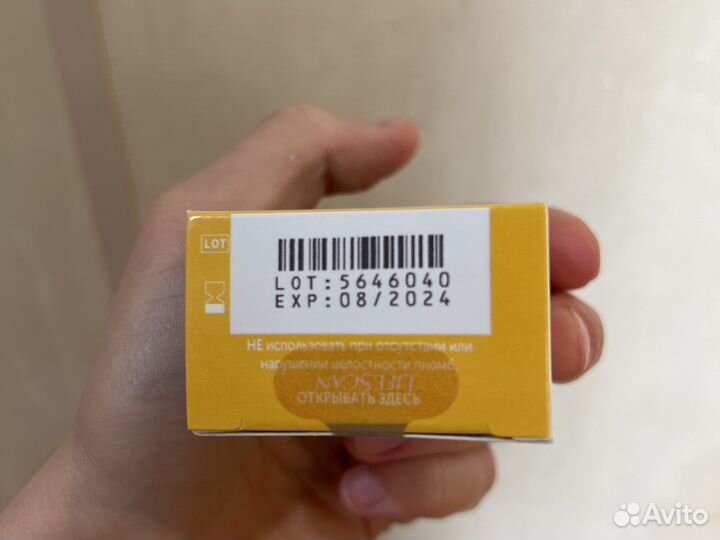 LOT
LOT:5646040
EXP:08/2024
НЕ использовать при отсутствии или
нарушении целостности пломб
LIFESCAN
ОТКРЫВАТЬ ЗДЕСЬ
Avito